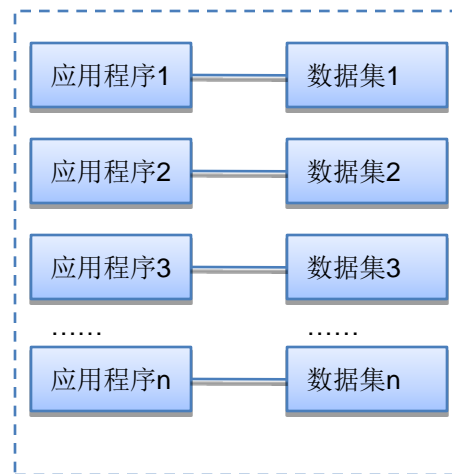 应用程序1 数据集1
应用程序2 数据集2
应用程序3 数据集3
...... ......
应用程序n 数据集n